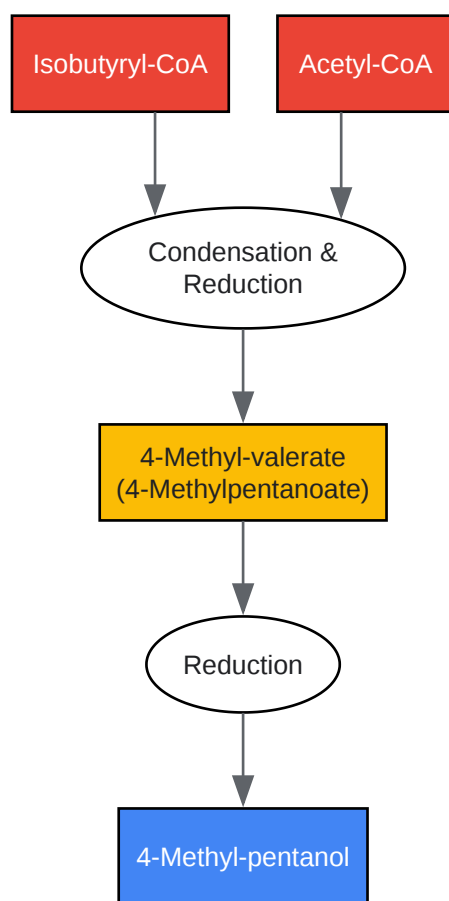 Isobutyryl-CoA
Acetyl-CoA
Condensation &
Reduction
4-Methyl-valerate
(4-Methylpentanoate)
Reduction
4-Methyl-pentanol